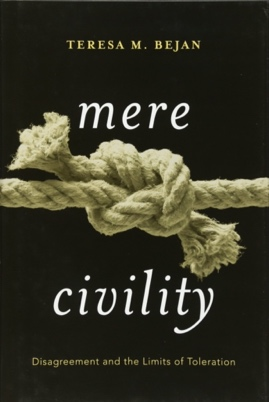 TERESA M. BEJAN
mere
civility
Disagreement and the Limits of Toleration